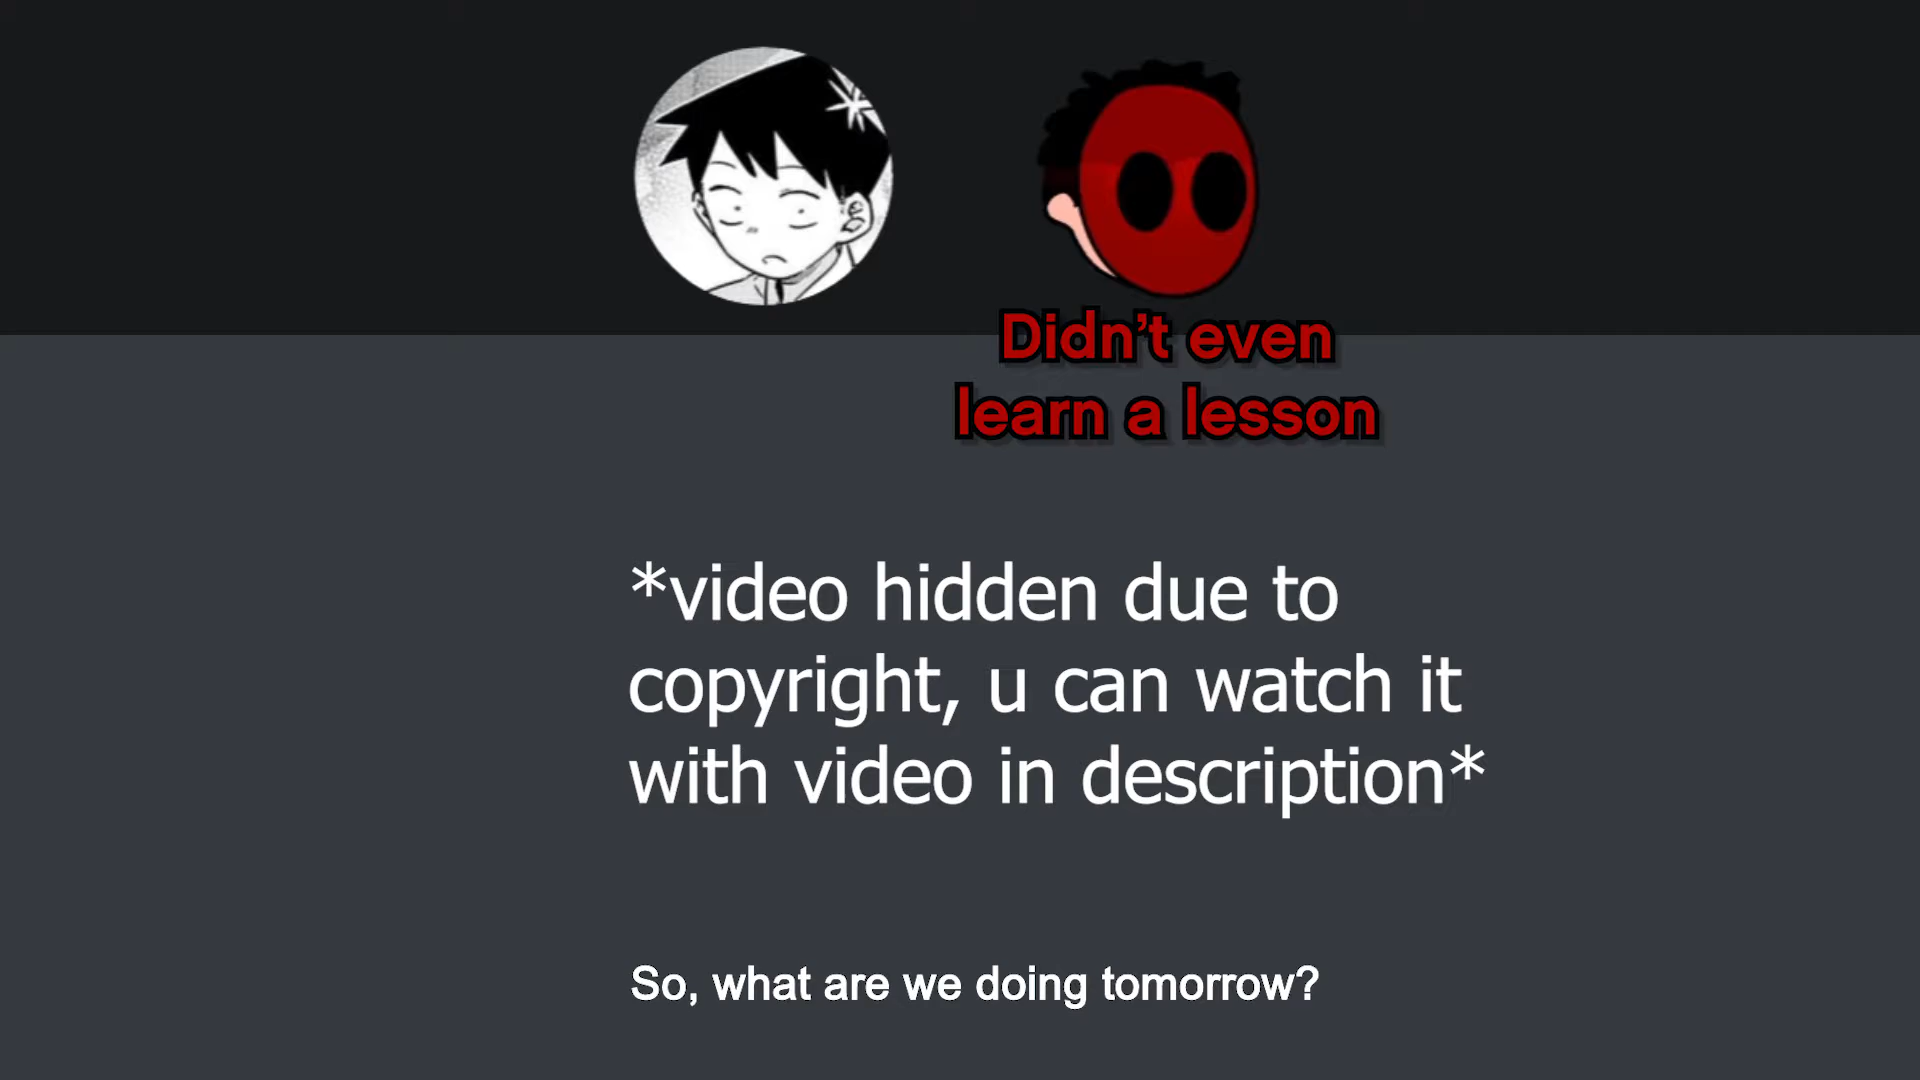 Didn't even
learn a lesson
*video hidden due to
copyright, u can watch it
with video in description*
So, what are we doing tomorrow?